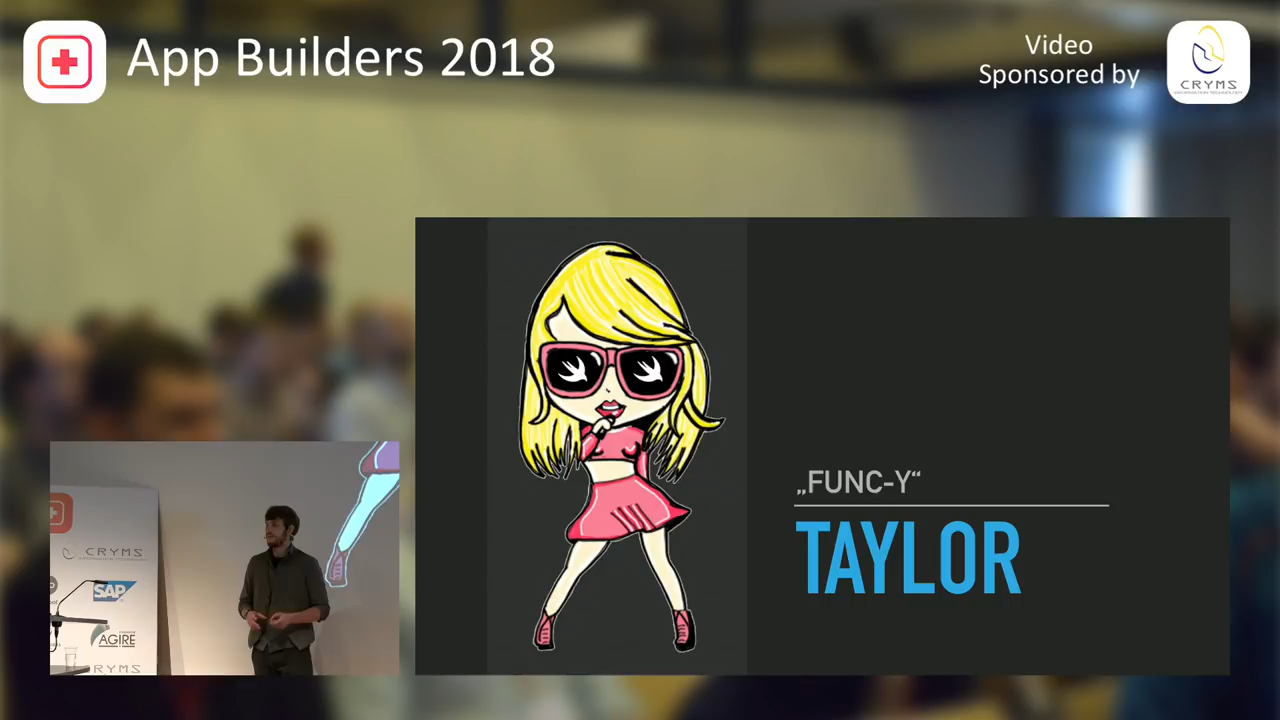 App Builders 2018
Video
Sponsored by
CRYMS
„FUNC-Y“
TAYLOR
CRYMS
SAP
AGIRE
CRYMS